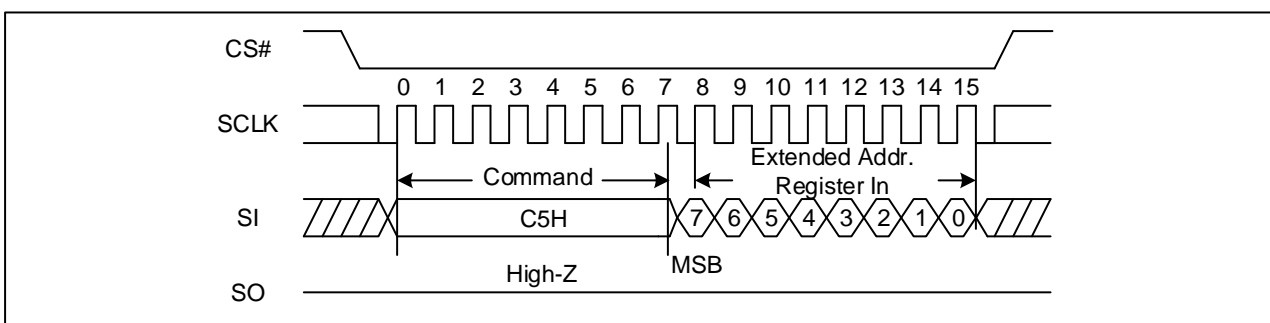 CS#
0 1 2 3 4 5 6 7 8 9 10 11 12 13 14 15
SCLK
Command
Extended Addr.
Register In
SI
C5H
7 6 5 4 3 2 1 0
High-Z
MSB
SO